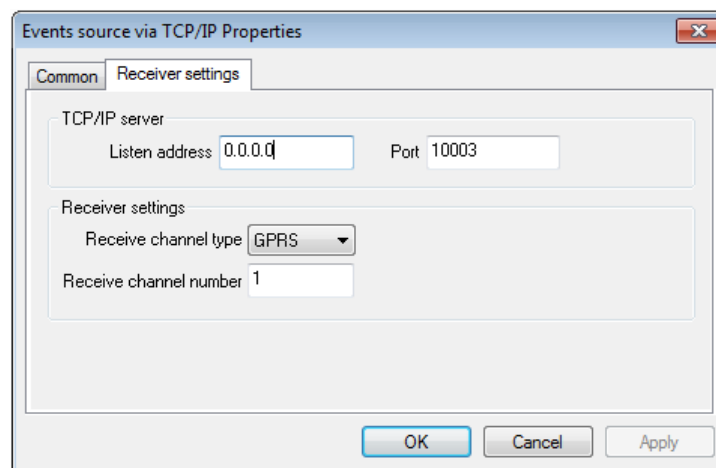 Events source via TCP/IP Properties
Common Receiver settings
TCP/IP server
Listen address 0.0.0.0 Port 10003
Receiver settings
Receive channel type GPRS
Receive channel number 1
OK Cancel Apply